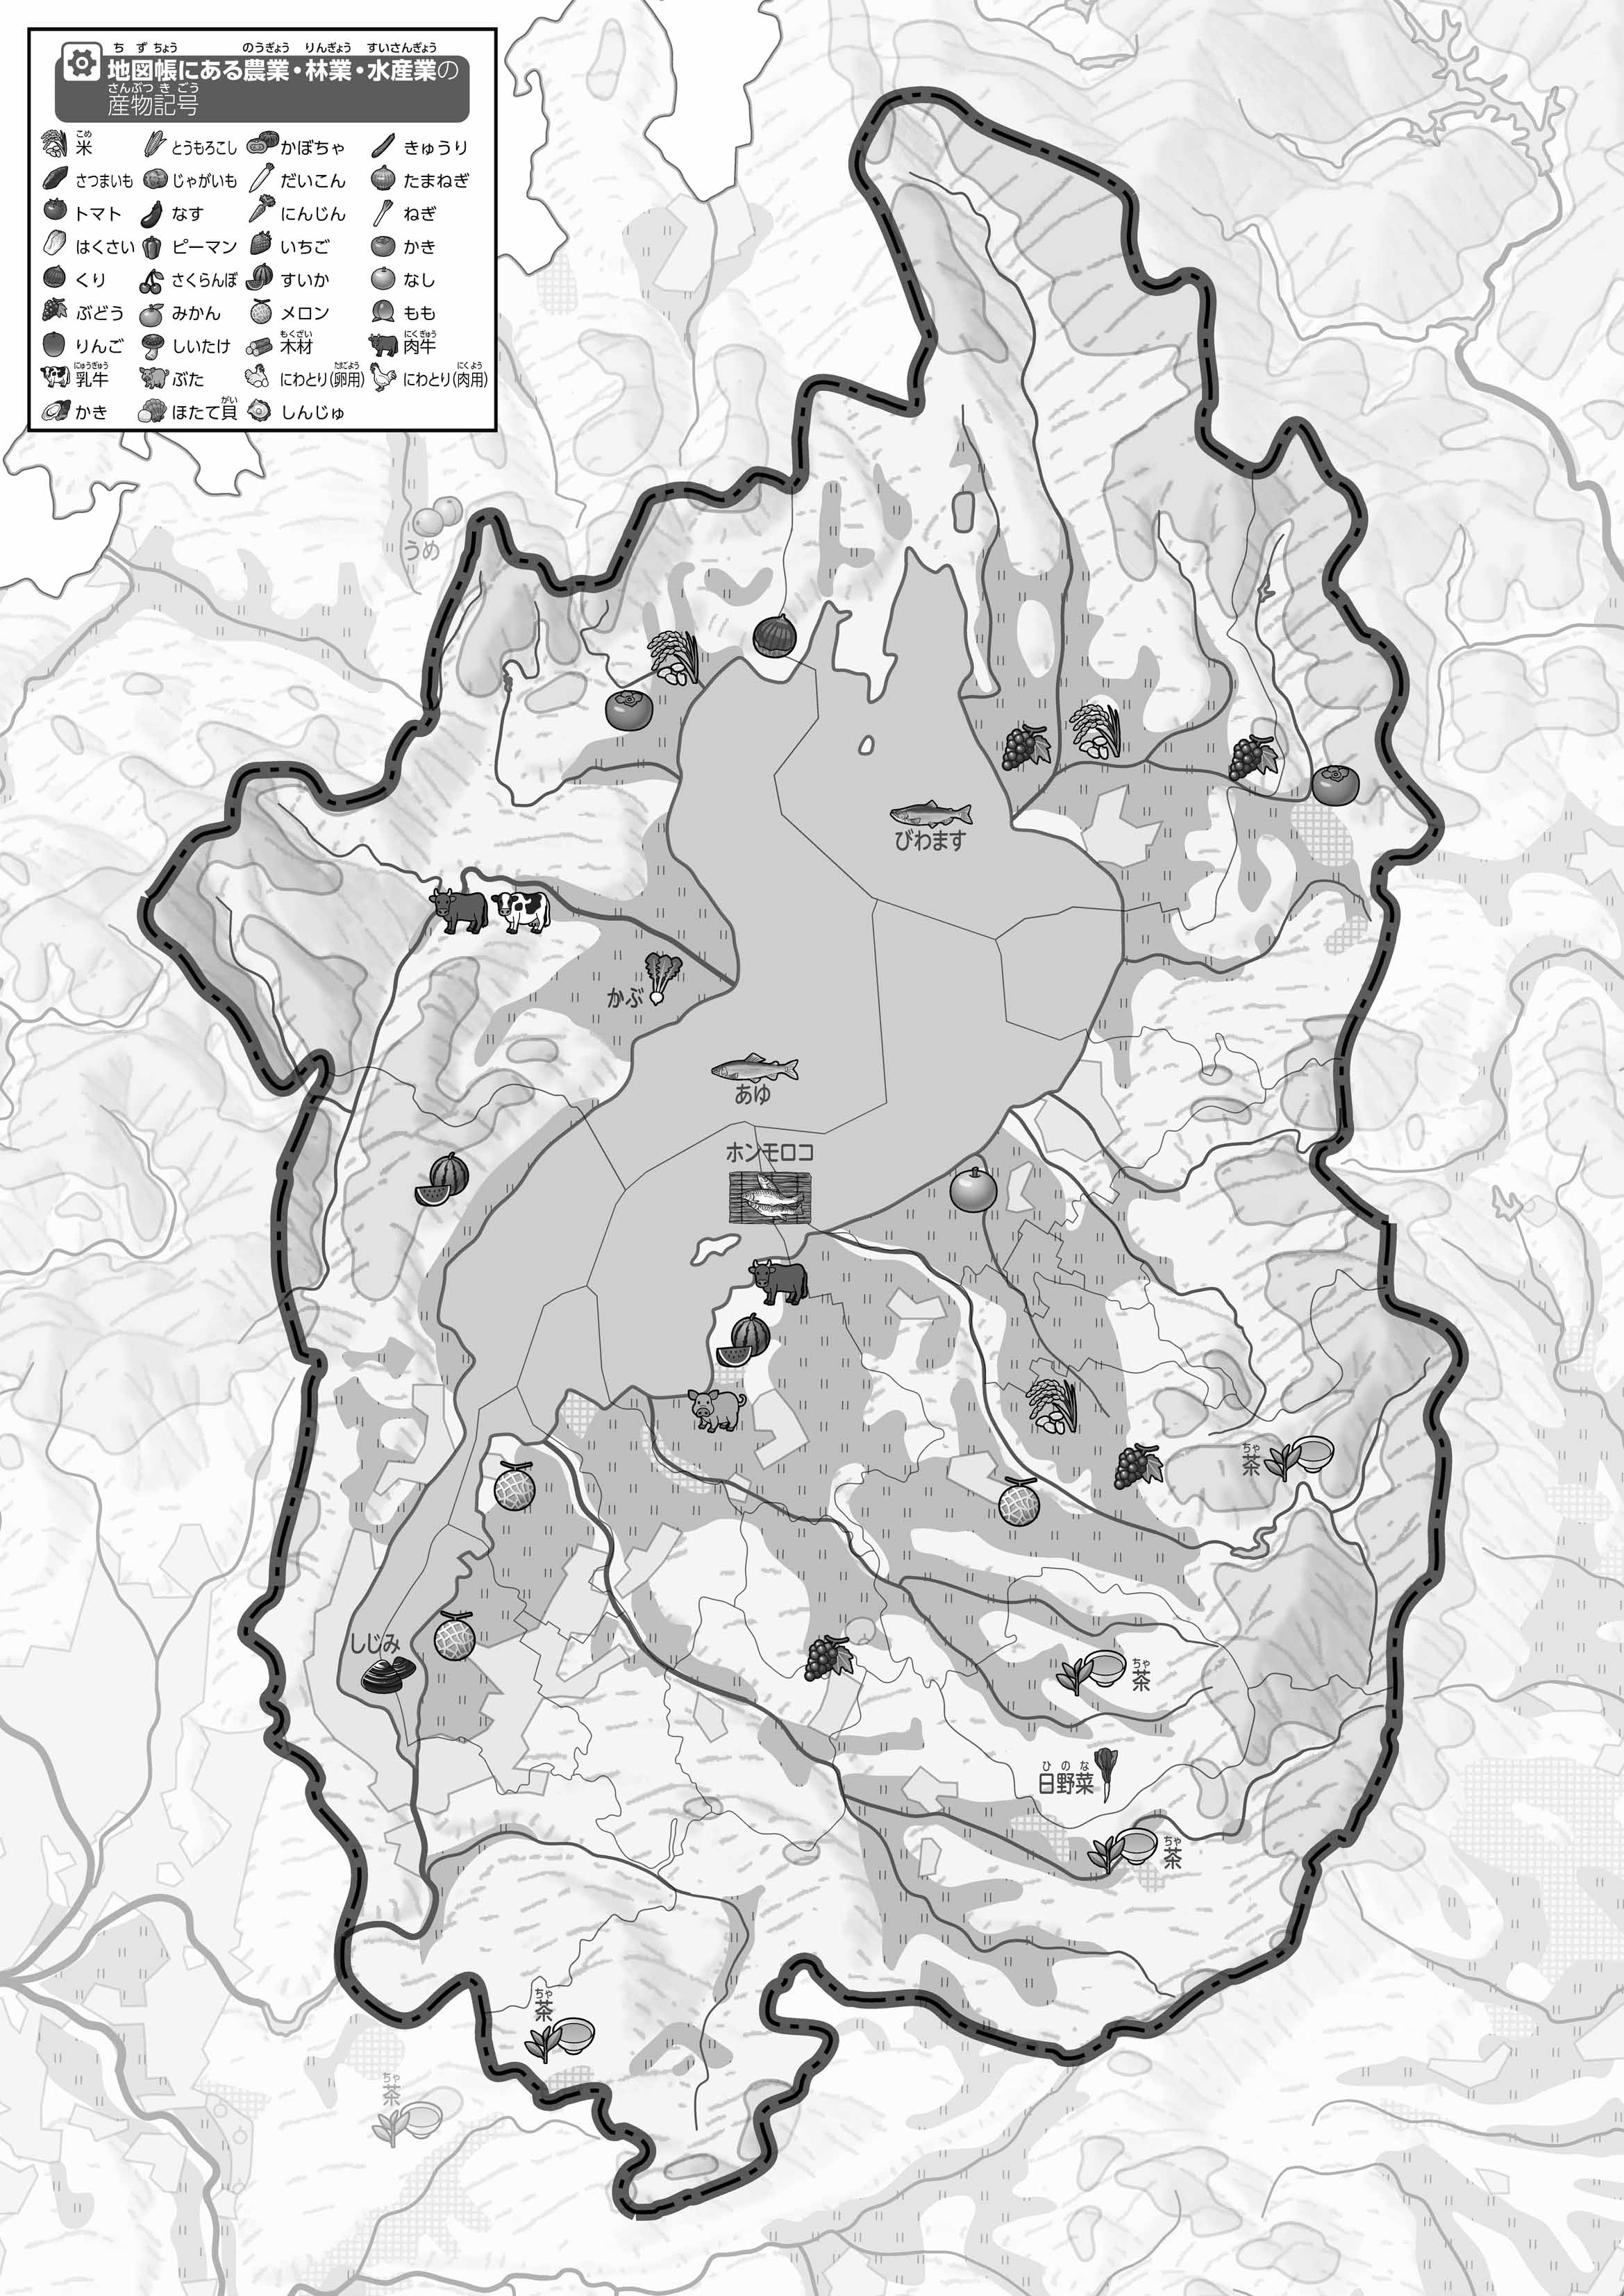 地図帳にある農業・林業・水産業の
産物記号
米 とうもろこし かぼちゃ きゅうり
さつまいも じゃがいも だいこん たまねぎ
トマト なす にんじん ねぎ
はくさい ピーマン いちご かき
くり さくらんぼ すいか なし
ぶどう みかん メロン もも
りんご しいたけ 木材 肉牛
乳牛 ぶた にわとり(卵用) にわとり(肉用)
かき ほたて貝 しんじゅ
うめ
びわます
かぶ
あゆ
ホンモロコ
茶
しじみ
茶
日野菜
茶
茶
茶